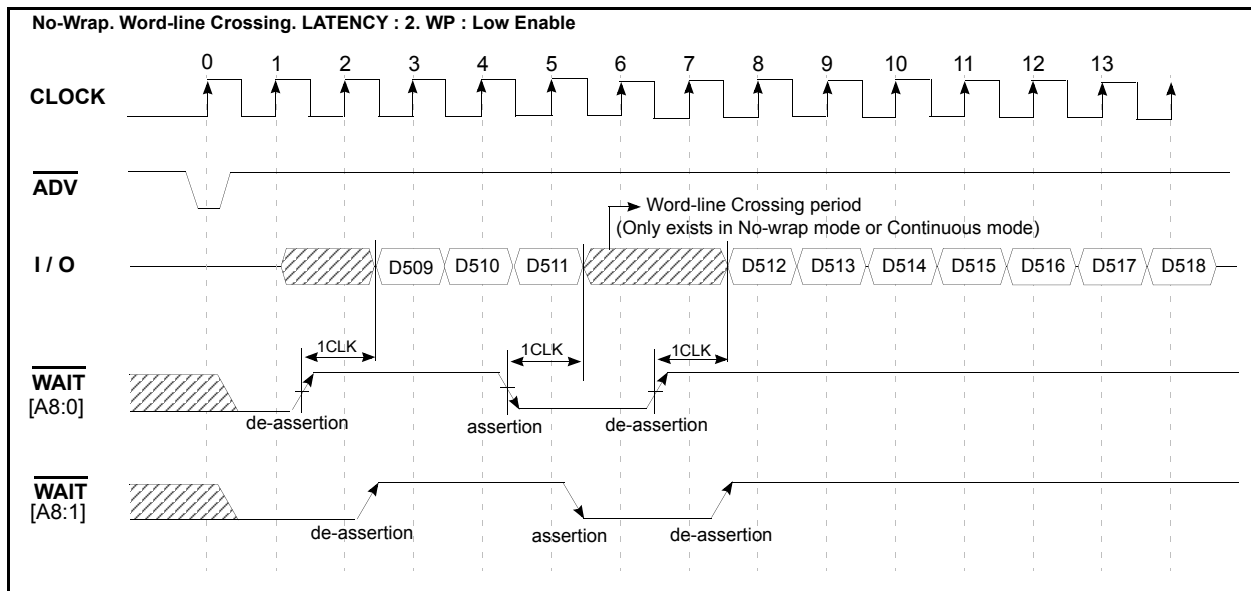 No-Wrap. Word-line Crossing. LATENCY : 2. WP : Low Enable
0 1 2 3 4 5 6 7 8 9 10 11 12 13
CLOCK
ADV
Word-line Crossing period
(Only exists in No-wrap mode or Continuous mode)
I / O
D509 D510 D511 D512 D513 D514 D515 D516 D517 D518
1CLK 1CLK 1CLK
WAIT
[A8:0]
de-assertion assertion de-assertion
WAIT
[A8:1]
de-assertion assertion de-assertion